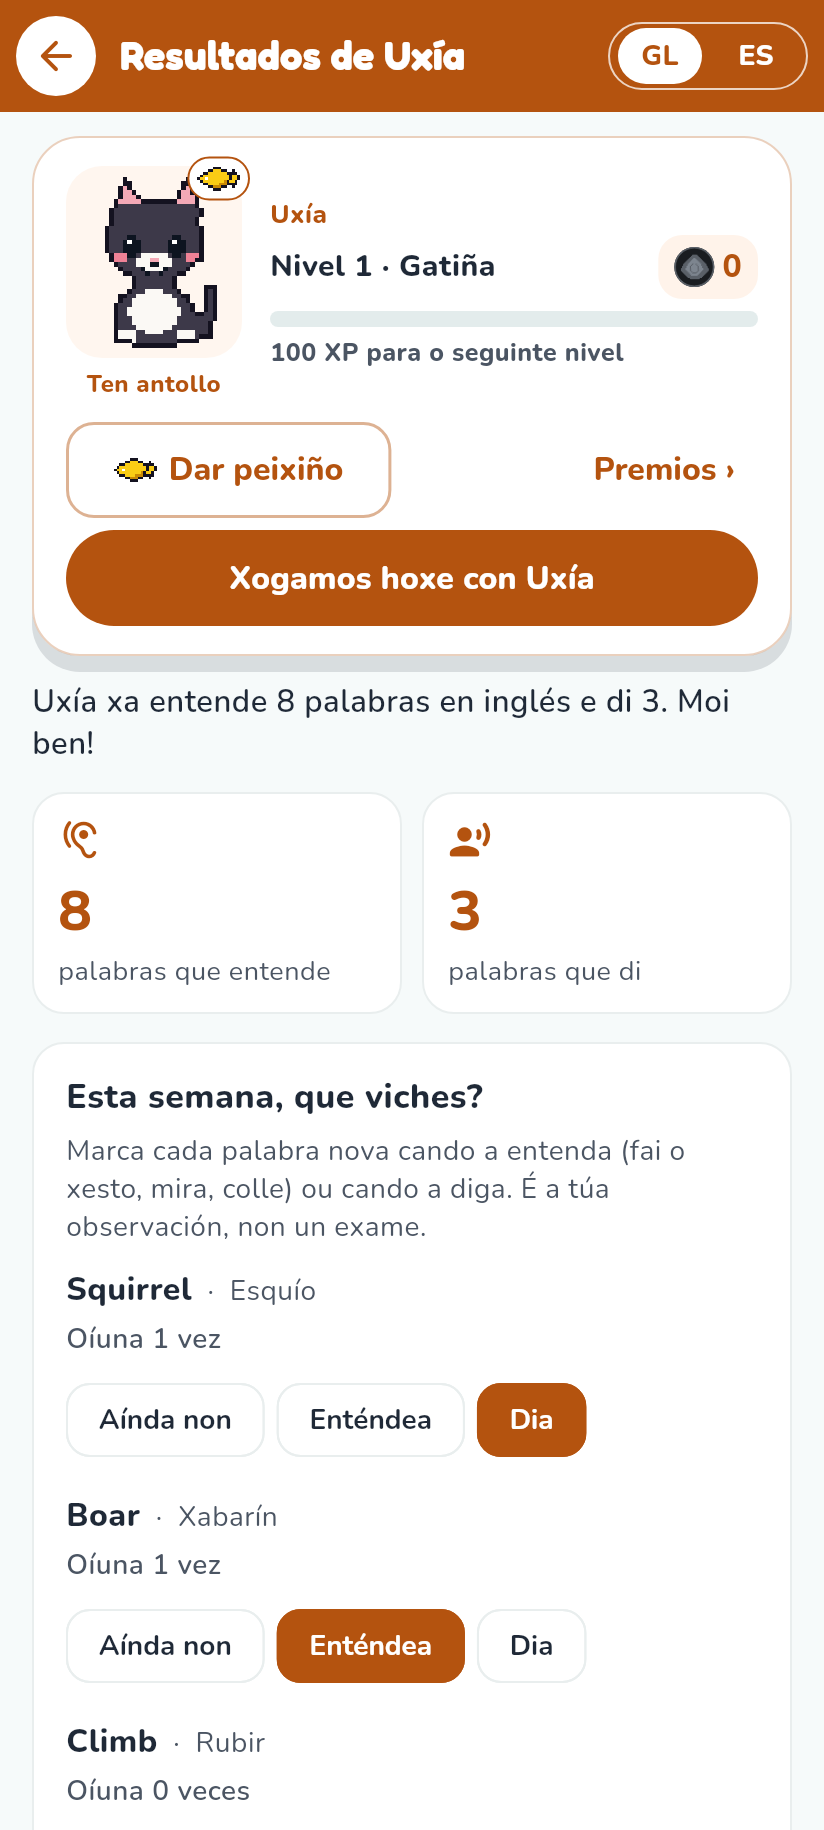 Resultados de Uxía
GL
ES
Uxía
Nivel 1 · Gatiña
0
100 XP para o seguinte nivel
Ten antollo
Dar peixiño
Premios ›
Xogamos hoxe con Uxía
Uxía xa entende 8 palabras en inglés e di 3. Moi
ben!
8
palabras que entende
3
palabras que di
Esta semana, que viches?
Marca cada palabra nova cando a entenda (fai o
xesto, mira, colle) ou cando a diga. É a túa
observación, non un exame.
Squirrel · Esquío
Oíuna 1 vez
Aínda non
Enténdea
Dia
Boar · Xabarín
Oíuna 1 vez
Aínda non
Enténdea
Dia
Climb · Rubir
Oíuna 0 veces